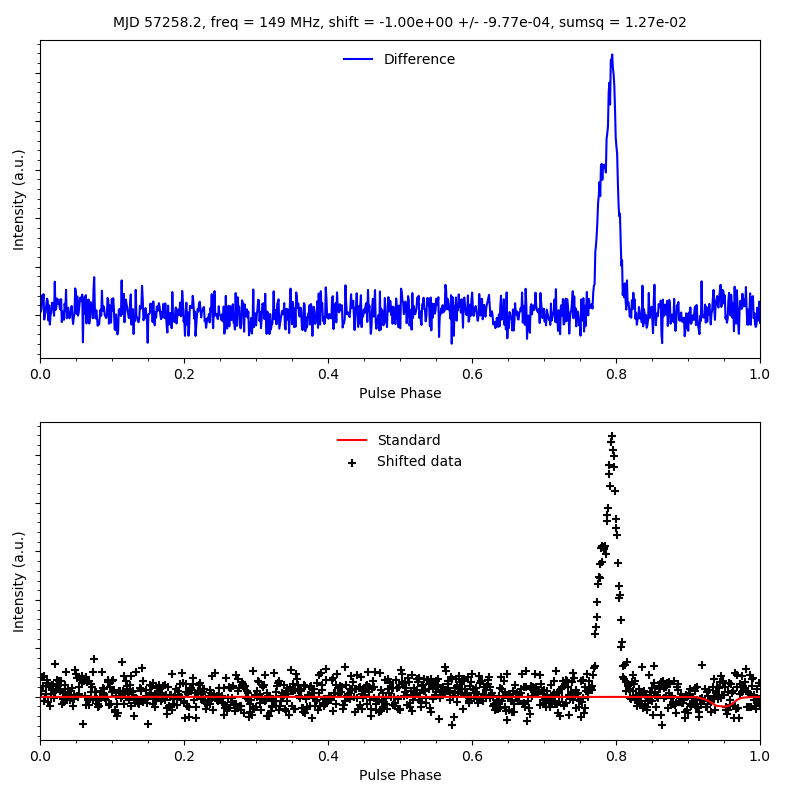 MJD 57258.2, freq = 149 MHz, shift = -1.00e+00 +/- -9.77e-04, sumsq = 1.27e-02
Difference
Intensity (a.u.)
0.0 0.2 0.4 0.6 0.8 1.0
Pulse Phase
Standard
Shifted data
Intensity (a.u.)
0.0 0.2 0.4 0.6 0.8 1.0
Pulse Phase